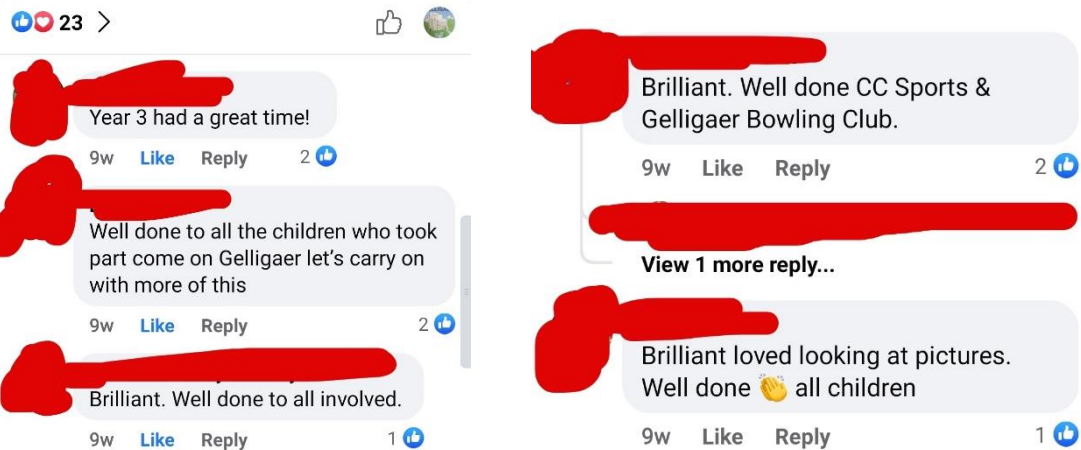 23
Year 3 had a great time!
9w Like Reply 2
Well done to all the children who took
part come on Gelligaer let's carry on
with more of this
9w Like Reply 2
Brilliant. Well done to all involved.
9w Like Reply 1
Brilliant. Well done CC Sports &
Gelligaer Bowling Club.
9w Like Reply 2
View 1 more reply...
Brilliant loved looking at pictures.
Well done 👏 all children
9w Like Reply 1